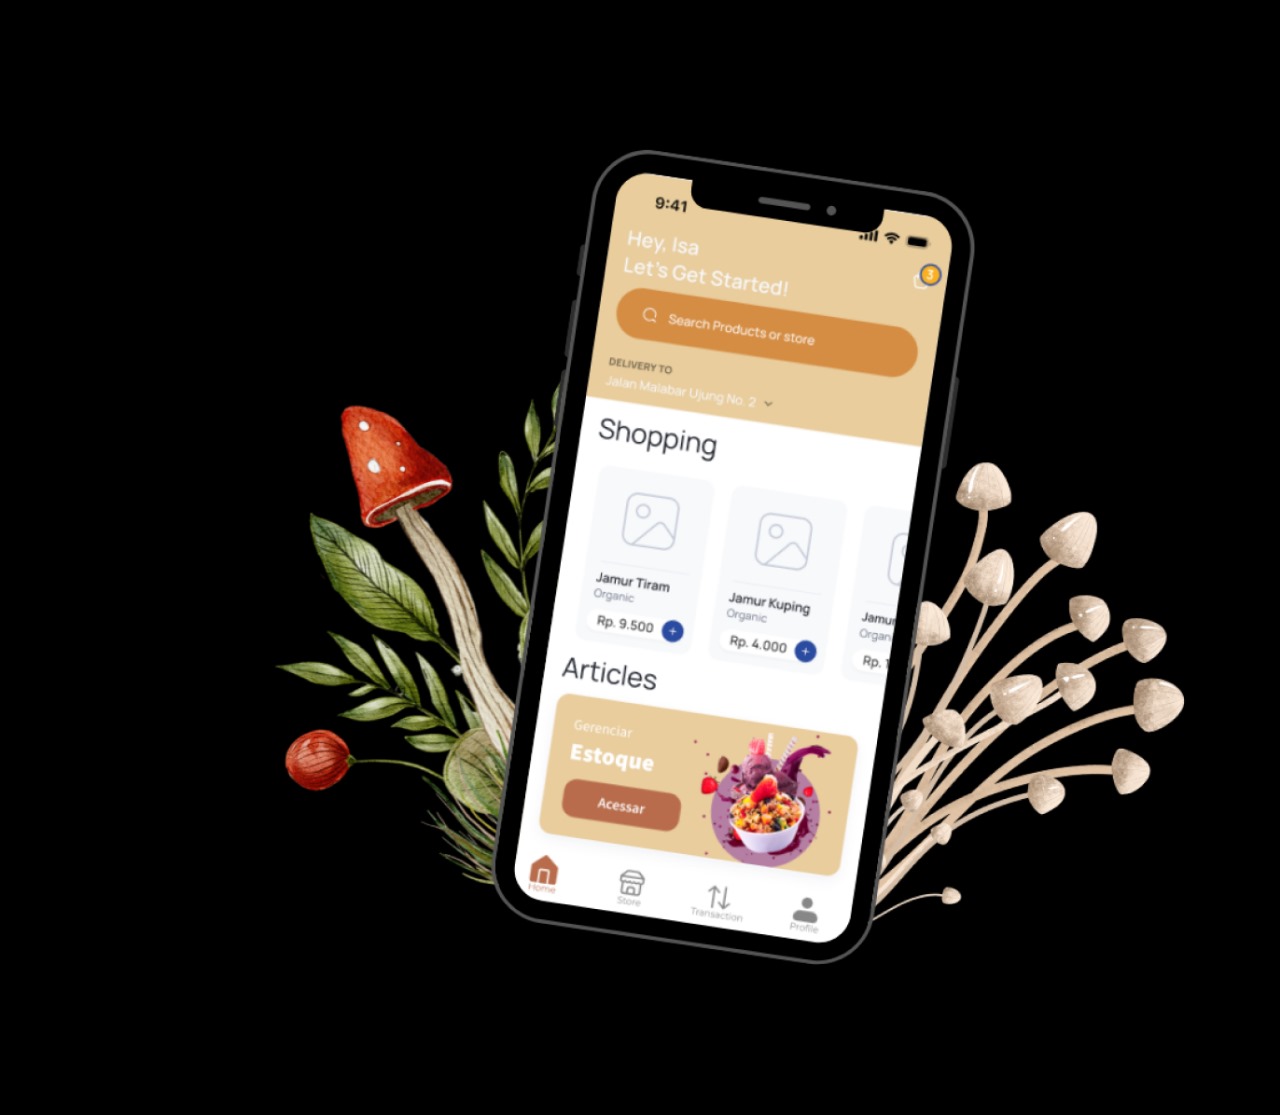 9:41
Hey, Isa
3
Let's Get Started!
Search Products or store
DELIVERY TO
Jalan Malabar Ujung No. 2
Shopping
Jamur Tiram
Organic
Rp. 9.500
+
Jamur Kuping
Organic
Rp. 4.000
+
Jamur
Organ
Rp. 1
Articles
Gerenciar
Estoque
Acessar
Home
Store
Transaction
Profile